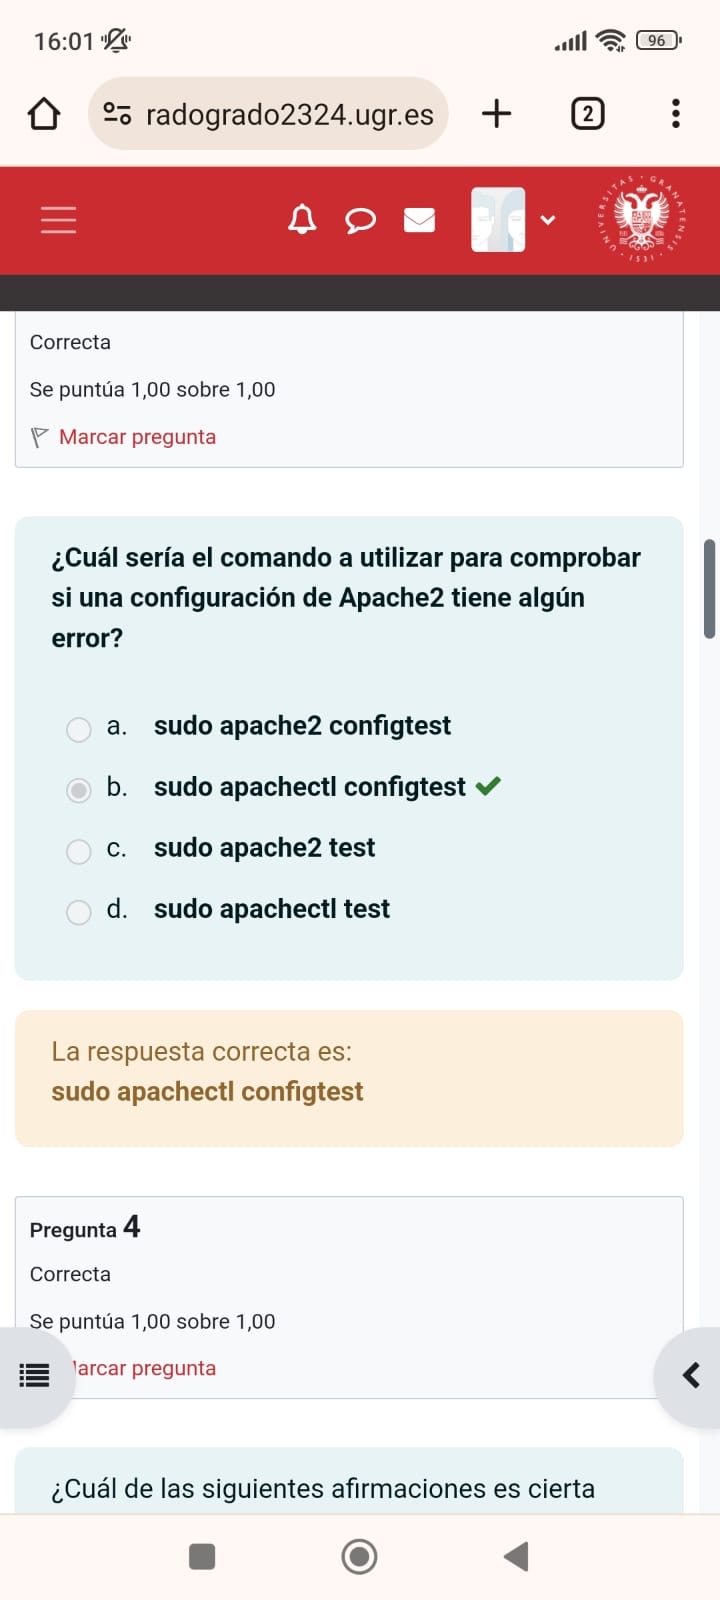 16:01
96
radogrado2324.ugr.es
2
UNIVERSITAS · GRANATENSIS · 1531 ·
Correcta
Se puntúa 1,00 sobre 1,00
Marcar pregunta
¿Cuál sería el comando a utilizar para comprobar
si una configuración de Apache2 tiene algún
error?
a. sudo apache2 configtest
b. sudo apachectl configtest
c. sudo apache2 test
d. sudo apachectl test
La respuesta correcta es:
sudo apachectl configtest
Pregunta 4
Correcta
Se puntúa 1,00 sobre 1,00
arcar pregunta
¿Cuál de las siguientes afirmaciones es cierta